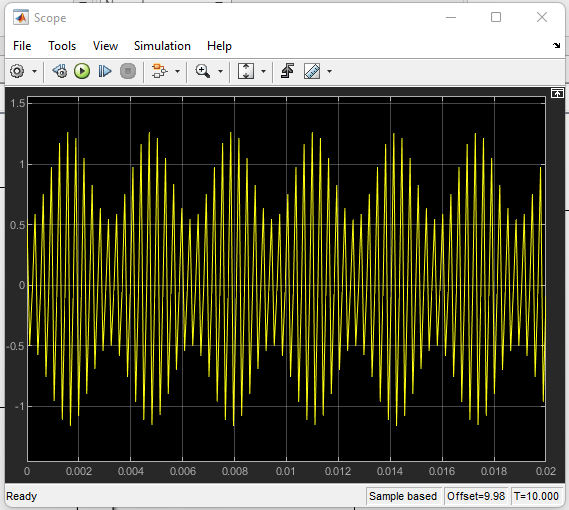 Scope
File Tools View Simulation Help
1.5
1
0.5
0
-0.5
-1
0 0.002 0.004 0.006 0.008 0.01 0.012 0.014 0.016 0.018 0.02
Ready Sample based Offset=9.98 T=10.000